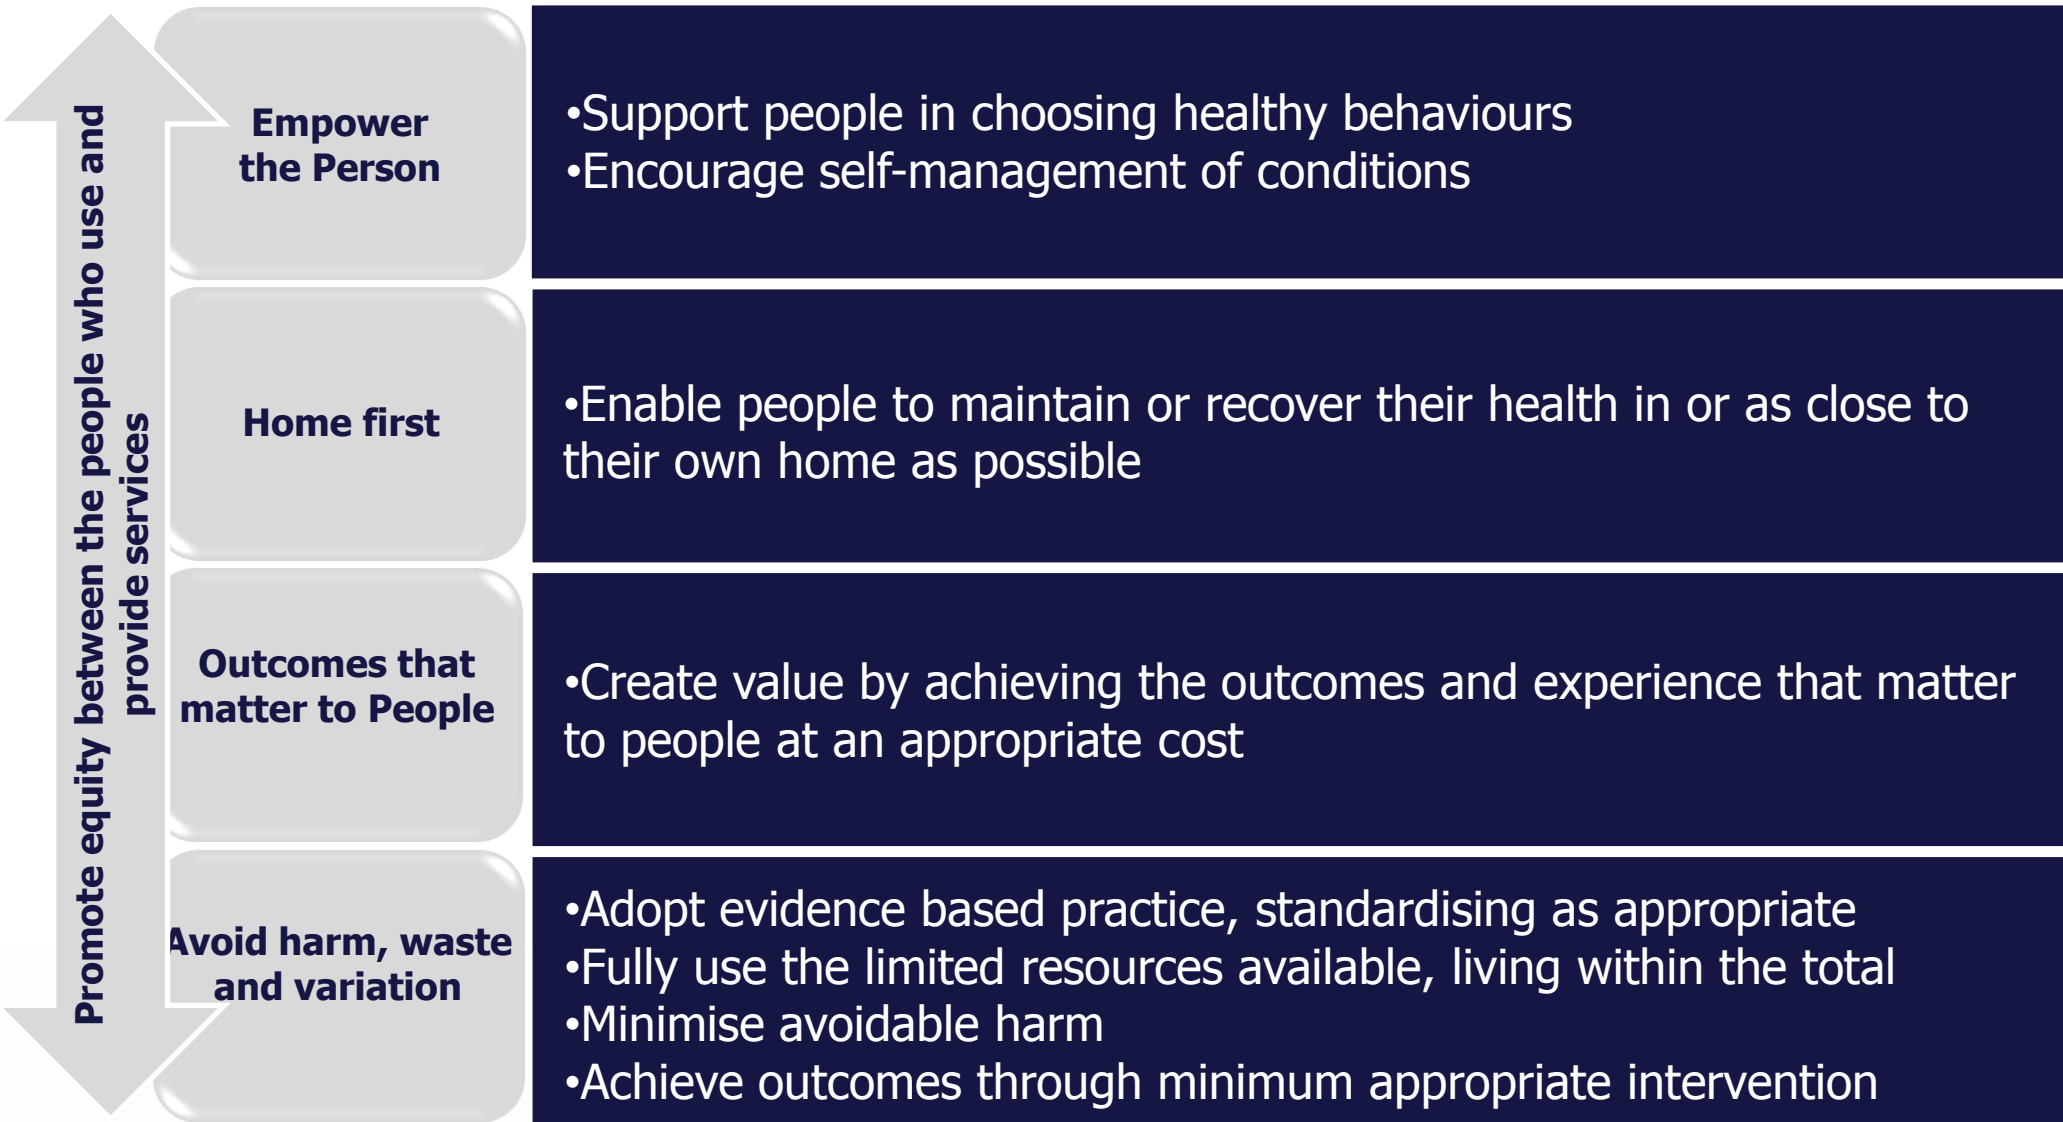 Promote equity between the people who use and
provide services
Empower
the Person
•Support people in choosing healthy behaviours
•Encourage self-management of conditions
Home first
•Enable people to maintain or recover their health in or as close to
their own home as possible
Outcomes that
matter to People
•Create value by achieving the outcomes and experience that matter
to people at an appropriate cost
Avoid harm, waste
and variation
•Adopt evidence based practice, standardising as appropriate
•Fully use the limited resources available, living within the total
•Minimise avoidable harm
•Achieve outcomes through minimum appropriate intervention